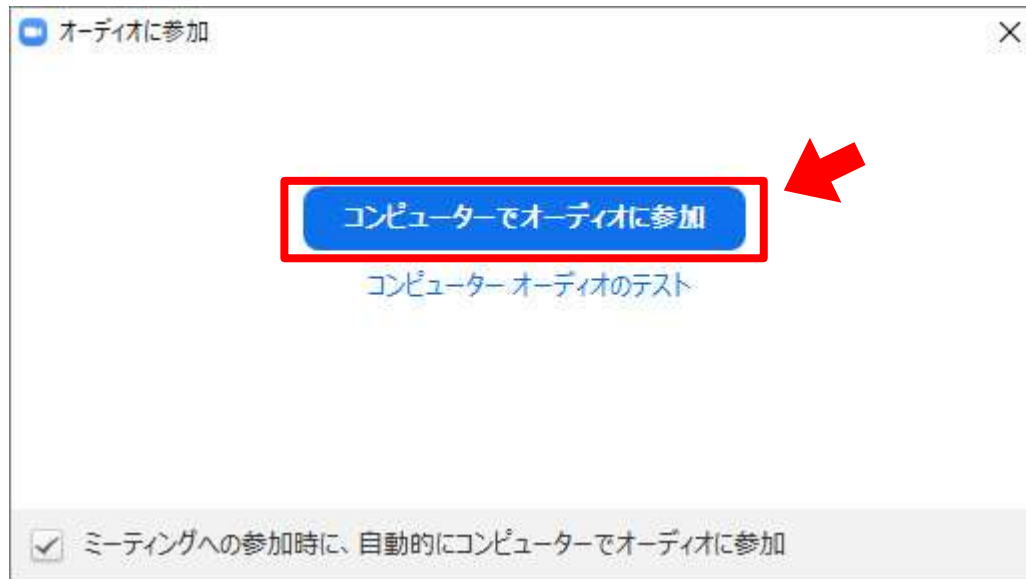 オーディオに参加
コンピューターでオーディオに参加
コンピューター オーディオのテスト
ミーティングへの参加時に、自動的にコンピューターでオーディオに参加